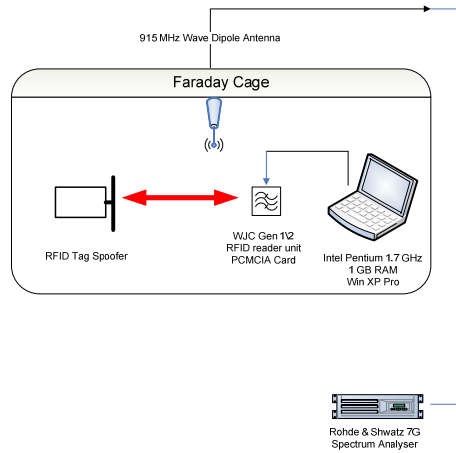 915 MHz Wave Dipole Antenna
Faraday Cage
RFID Tag Spoofer
WJC Gen 1\2
RFID reader unit
PCMCIA Card
Intel Pentium 1.7 GHz
1 GB RAM
Win XP Pro
Rohde & Shwatz 7G
Spectrum Analyser